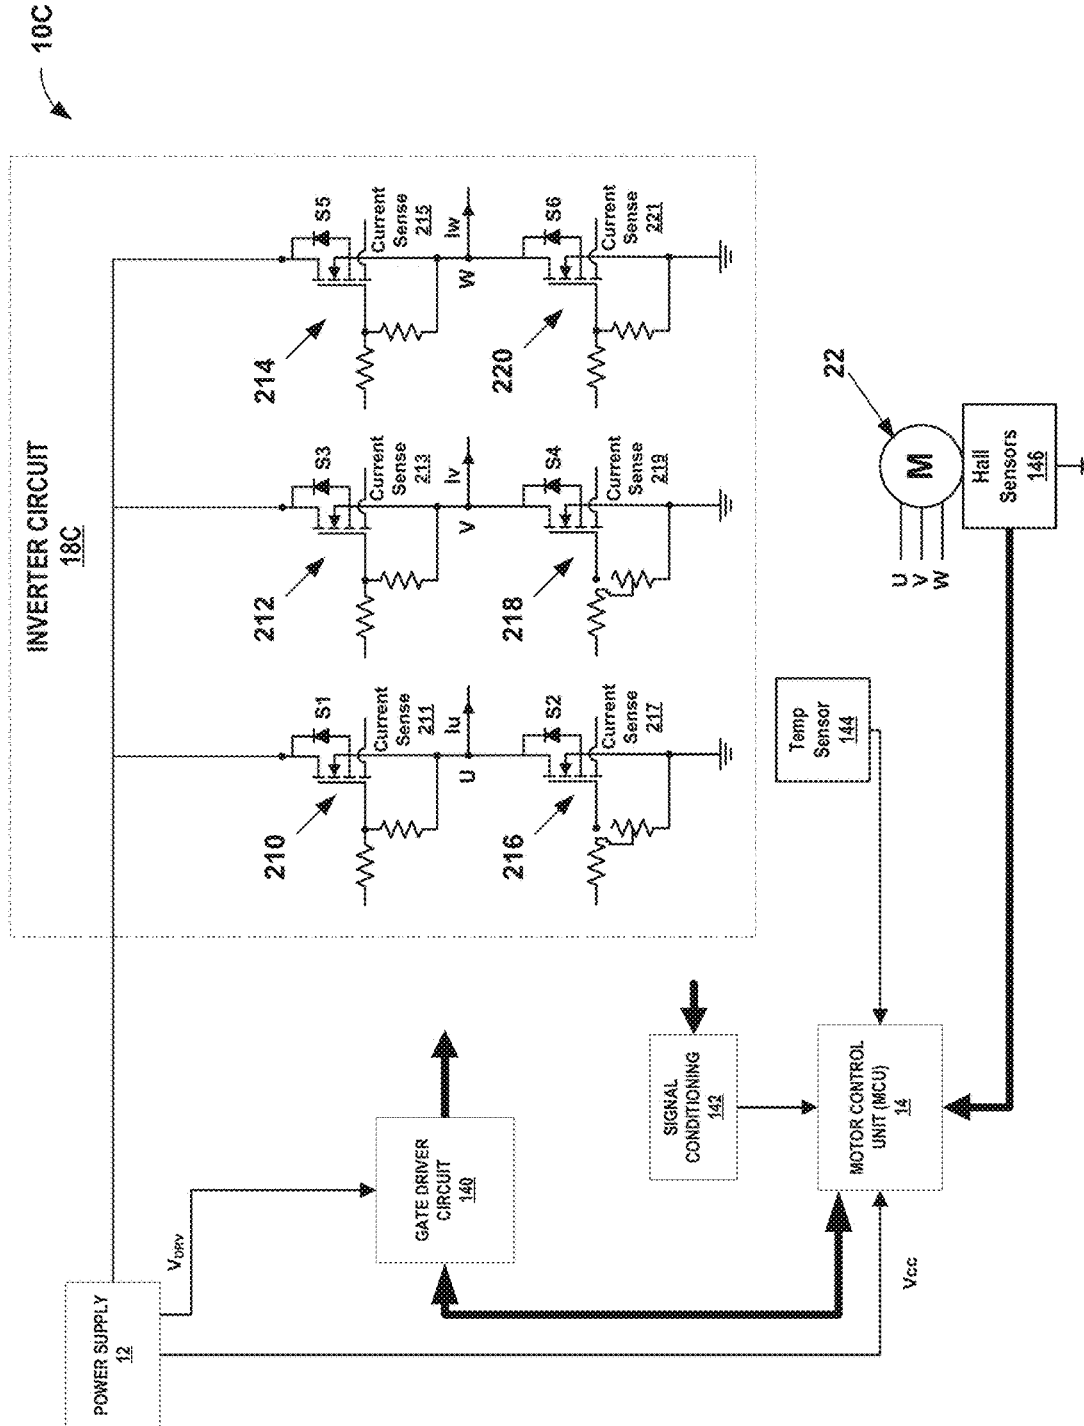 10C
INVERTER CIRCUIT
18C
S1
210
Current
Sense
211
S3
212
Current
Sense
213
S5
214
Current
Sense
215
U
Iu
V
Iv
W
Iw
S2
216
Current
Sense
217
S4
218
Current
Sense
219
S6
220
Current
Sense
221
POWER SUPPLY
12
VDRV
GATE DRIVER
CIRCUIT
140
SIGNAL
CONDITIONING
142
MOTOR CONTROL
UNIT (MCU)
14
Vcc
Temp
Sensor
144
U
V
W
M
22
Hall
Sensors
146